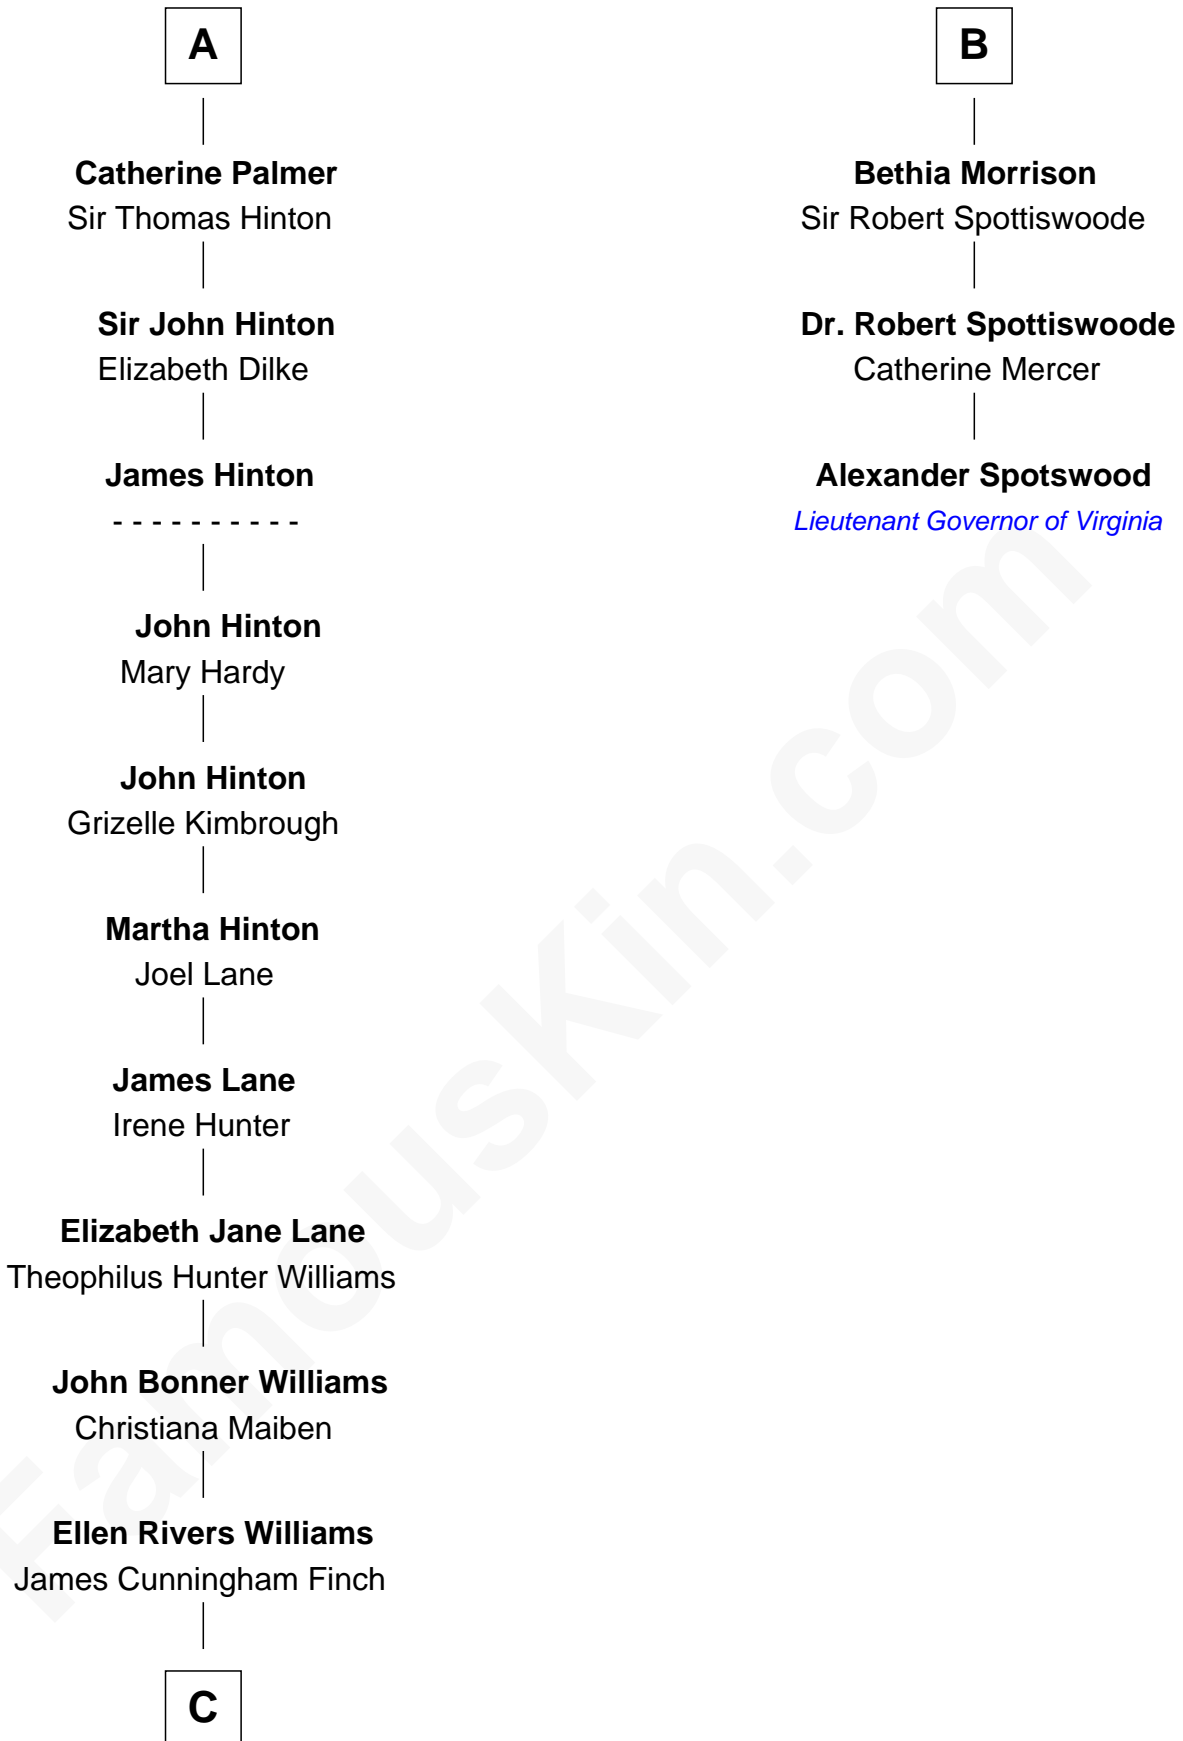 A
Catherine Palmer
Sir Thomas Hinton
Sir John Hinton
Elizabeth Dilke
James Hinton
- - - - - - - - - -
John Hinton
Mary Hardy
John Hinton
Grizelle Kimbrough
Martha Hinton
Joel Lane
James Lane
Irene Hunter
Elizabeth Jane Lane
Theophilus Hunter Williams
John Bonner Williams
Christiana Maiben
Ellen Rivers Williams
James Cunningham Finch
C
B
Bethia Morrison
Sir Robert Spottiswoode
Dr. Robert Spottiswoode
Catherine Mercer
Alexander Spotswood
Lieutenant Governor of Virginia
FamousKin.com